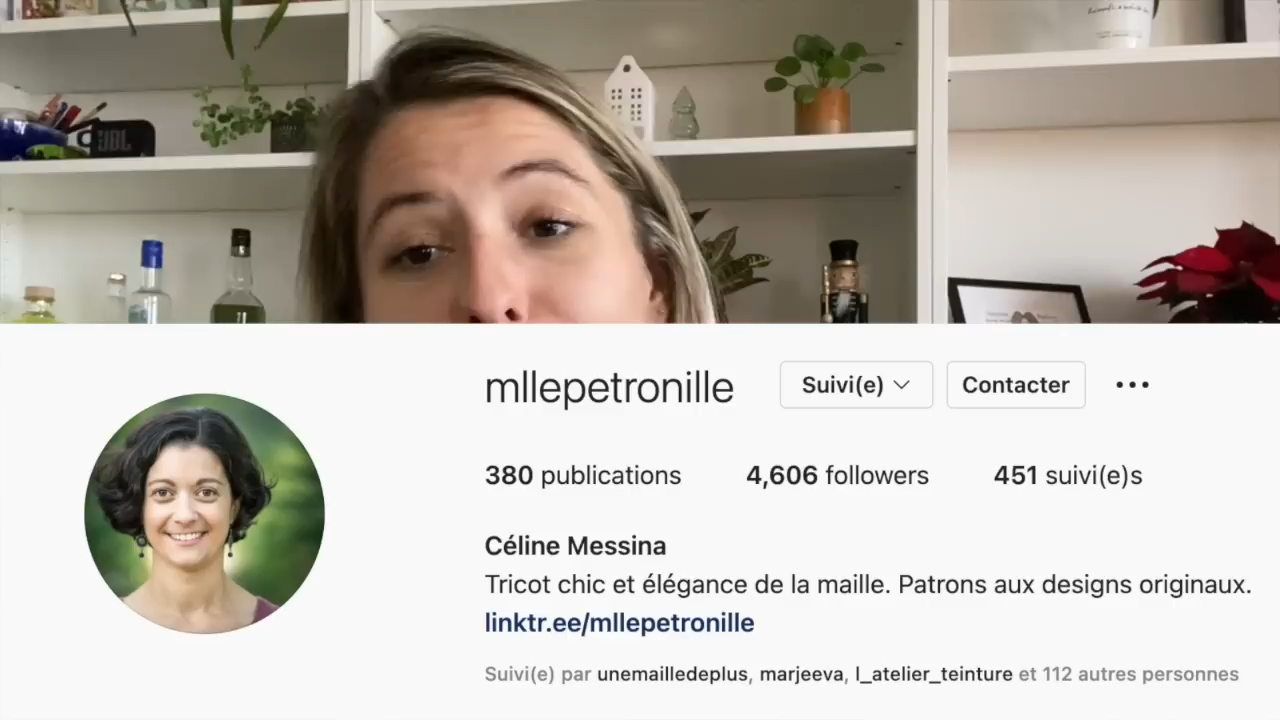 JBL
mllepetronille
Suivi(e)
Contacter
380 publications
4,606 followers
451 suivi(e)s
Céline Messina
Tricot chic et élégance de la maille. Patrons aux designs originaux.
linktr.ee/mllepetronille
Suivi(e) par unemailledeplus, marjeeva, l_atelier_teinture et 112 autres personnes